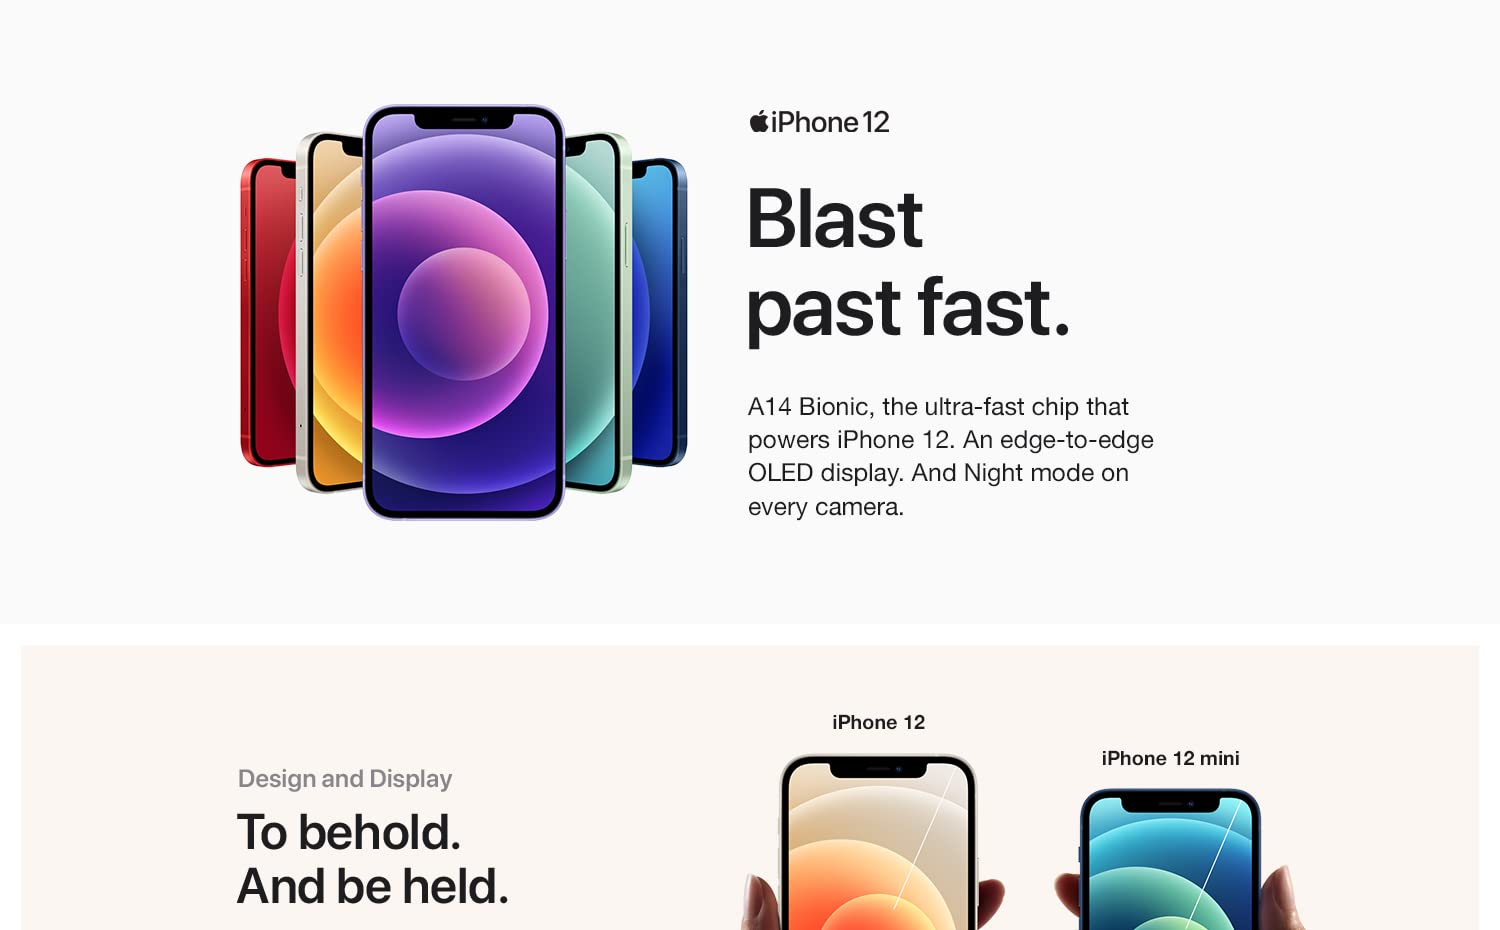 iPhone 12
Blast
past fast.
A14 Bionic, the ultra-fast chip that
powers iPhone 12. An edge-to-edge
OLED display. And Night mode on
every camera.
iPhone 12
iPhone 12 mini
Design and Display
To behold.
And be held.